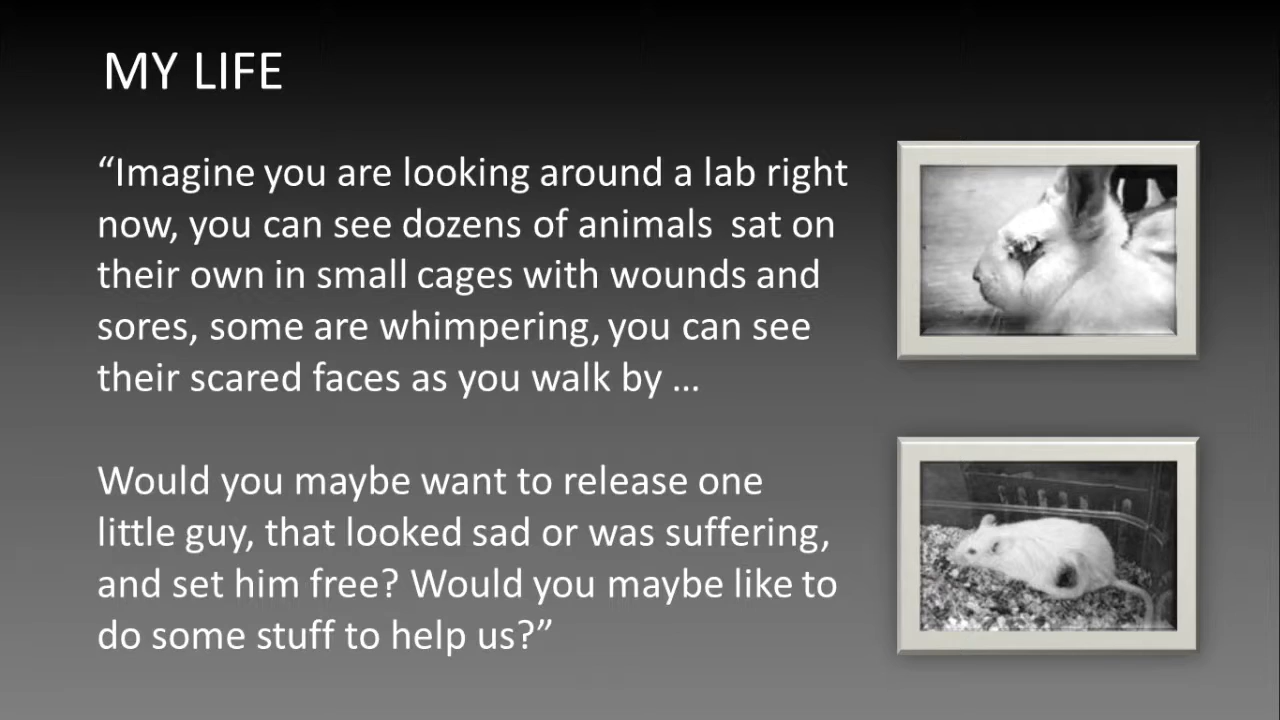 MY LIFE
“Imagine you are looking around a lab right
now, you can see dozens of animals  sat on
their own in small cages with wounds and
sores, some are whimpering, you can see
their scared faces as you walk by …
Would you maybe want to release one
little guy, that looked sad or was suffering,
and set him free? Would you maybe like to
do some stuff to help us?”